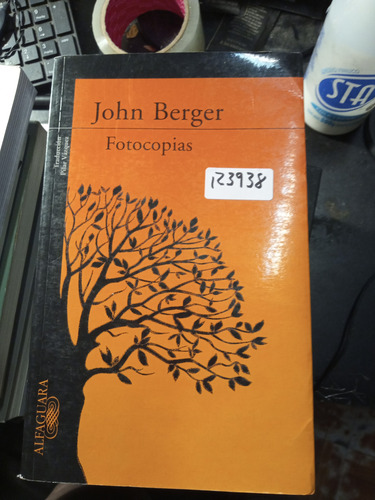 John Berger
Fotocopias
123938
Traducción:
Pilar Vázquez
ALFAGUARA
STA